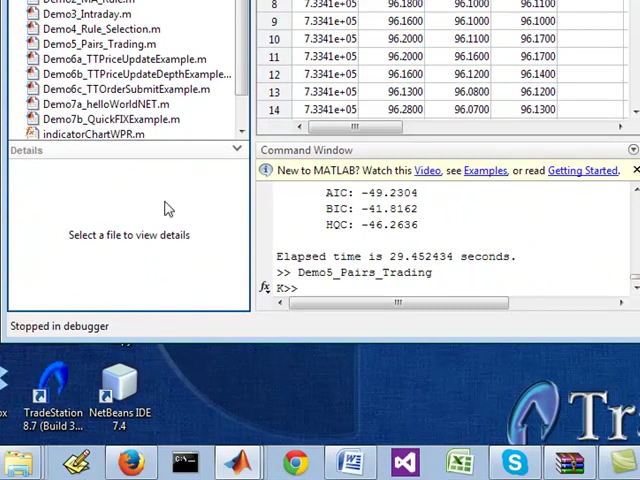 Demo2_MA_Rule.m
Demo3_Intraday.m
Demo4_Rule_Selection.m
Demo5_Pairs_Trading.m
Demo6a_TTPriceUpdateExample.m
Demo6b_TTPriceUpdateDepthExample...
Demo6c_TTOrderSubmitExample.m
Demo7a_helloWorldNET.m
Demo7b_QuickFIXExample.m
indicatorChartWPR.m
Details
Select a file to view details
8 7.3341e+05 96.1800 96.1000 96.1100
9 7.3341e+05 96.1000 96.0900 96.1000
10 7.3341e+05 96.2000 96.1100 96.1700
11 7.3341e+05 96.2000 96.1600 96.1700
12 7.3341e+05 96.1600 96.1200 96.1400
13 7.3341e+05 96.1300 96.0800 96.1200
14 7.3341e+05 96.2800 96.0700 96.1300
Command Window
New to MATLAB? Watch this Video, see Examples, or read Getting Started.
AIC: -49.2304
BIC: -41.8162
HQC: -46.2636
Elapsed time is 29.452434 seconds.
>> Demo5_Pairs_Trading
fx K>>
Stopped in debugger
TradeStation
8.7 (Build 3...
NetBeans IDE
7.4